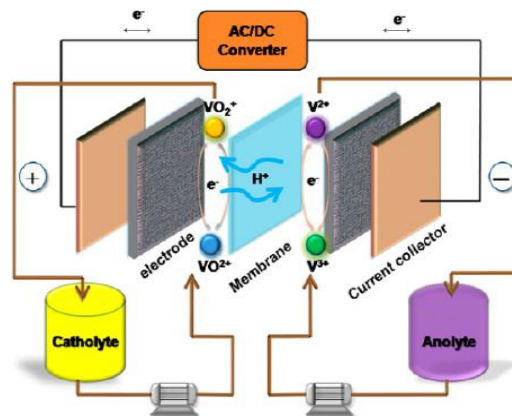 e-
AC/DC
Converter
e-
VO₂⁺
V²⁺
+
e-
H⁺
e-
−
electrode
VO²⁺
Membrane
V³⁺
Current collector
Catholyte
Anolyte